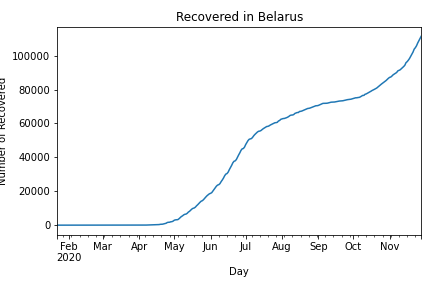 Recovered in Belarus
Number of Recovered
100000
80000
60000
40000
20000
0
Feb Mar Apr May Jun Jul Aug Sep Oct Nov
2020
Day